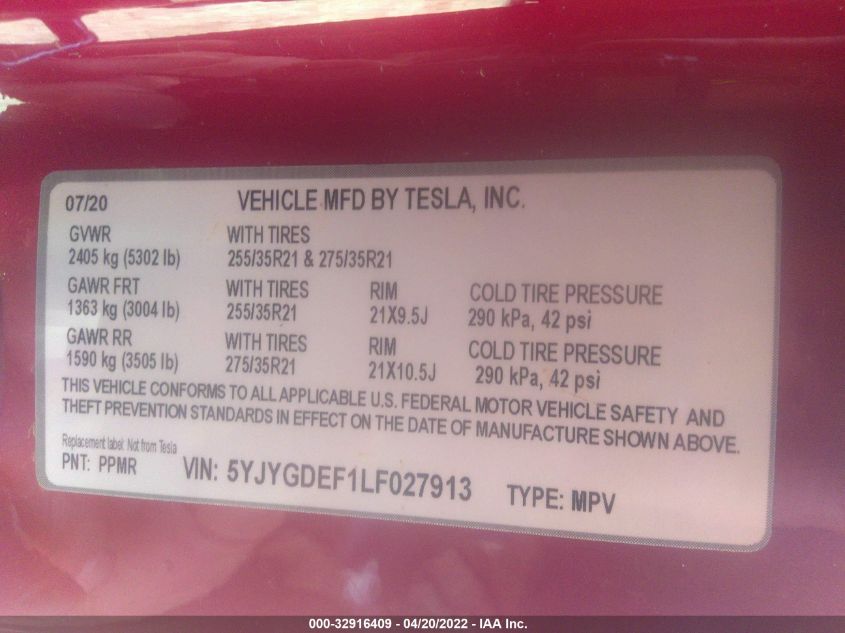 07/20 VEHICLE MFD BY TESLA, INC.
GVWR WITH TIRES
2405 kg (5302 lb) 255/35R21 & 275/35R21
GAWR FRT WITH TIRES RIM COLD TIRE PRESSURE
1363 kg (3004 lb) 255/35R21 21X9.5J 290 kPa, 42 psi
GAWR RR WITH TIRES RIM COLD TIRE PRESSURE
1590 kg (3505 lb) 275/35R21 21X10.5J 290 kPa, 42 psi
THIS VEHICLE CONFORMS TO ALL APPLICABLE U.S. FEDERAL MOTOR VEHICLE SAFETY AND
THEFT PREVENTION STANDARDS IN EFFECT ON THE DATE OF MANUFACTURE SHOWN ABOVE.
Replacement label: Not from Tesla
PNT: PPMR VIN: 5YJYGDEF1LF027913 TYPE: MPV
000-32916409 - 04/20/2022 - IAA Inc.